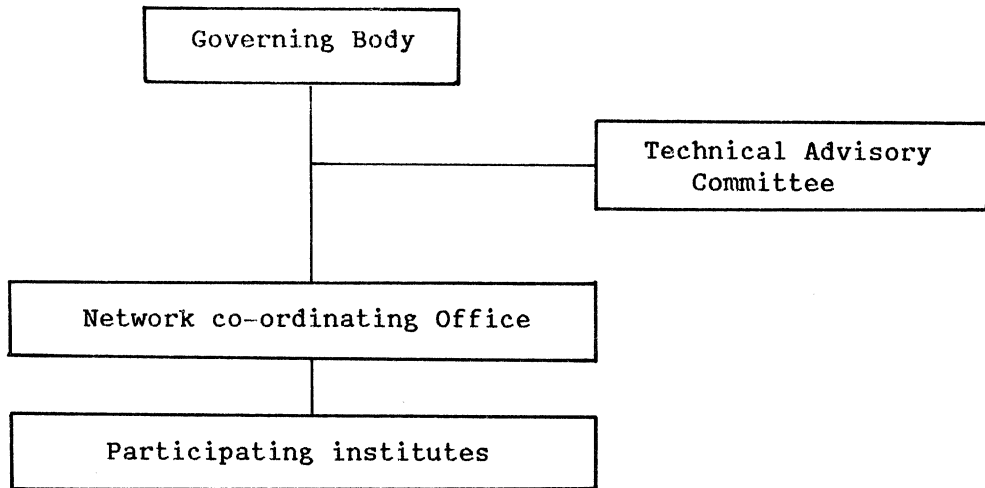 Governing Body
Technical Advisory
Committee
Network co-ordinating Office
Participating institutes